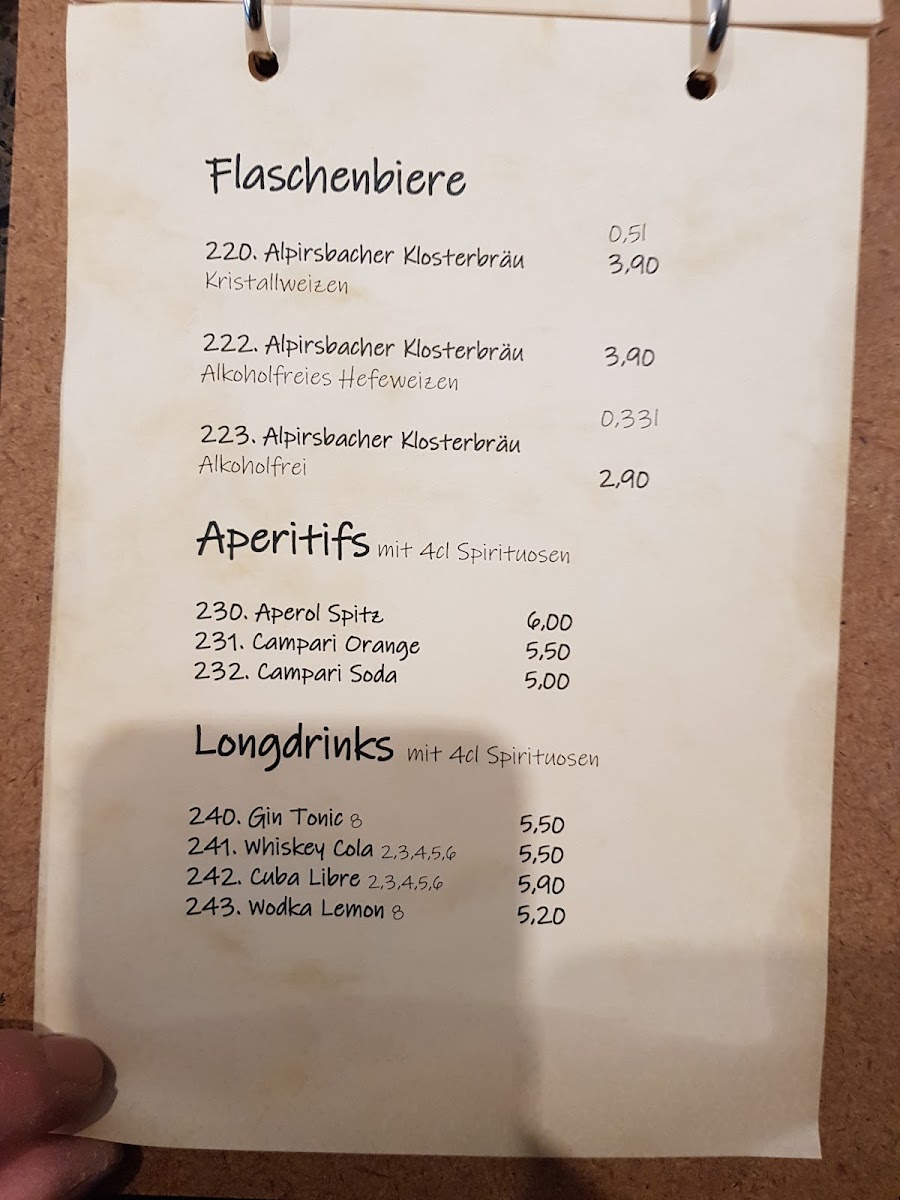 Flaschenbiere
0,5l
220. Alpirsbacher Klosterbräu 3,90
Kristallweizen
222. Alpirsbacher Klosterbräu 3,90
Alkoholfreies Hefeweizen
0,33l
223. Alpirsbacher Klosterbräu
Alkoholfrei 2,90
Aperitifs mit 4cl Spirituosen
230. Aperol Spitz 6,00
231. Campari Orange 5,50
232. Campari Soda 5,00
Longdrinks mit 4cl Spirituosen
240. Gin Tonic 8 5,50
241. Whiskey Cola 2,3,4,5,6 5,50
242. Cuba Libre 2,3,4,5,6 5,90
243. Wodka Lemon 8 5,20